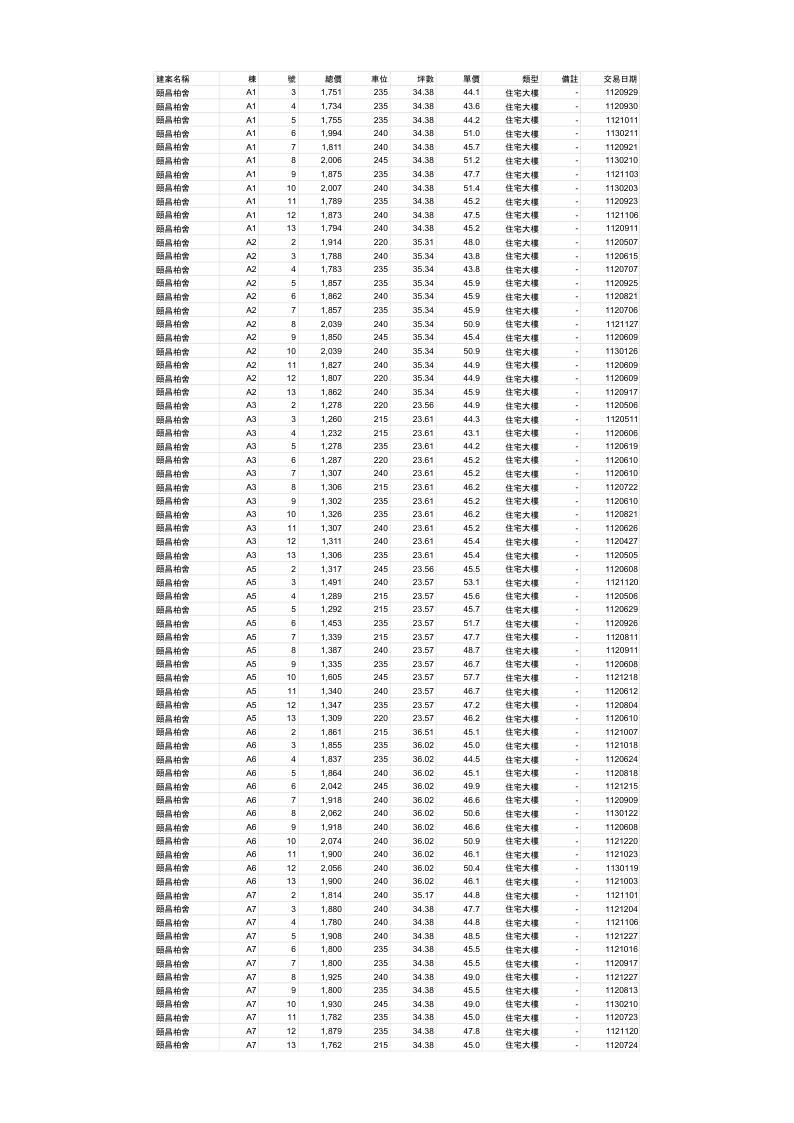 建案名稱 棟 號 總價 車位 坪數 單價 類型 備註 交易日期
頤昌柏舍 A1 3 1,751 235 34.38 44.1 住宅大樓 - 1120929
頤昌柏舍 A1 4 1,734 235 34.38 43.6 住宅大樓 - 1120930
頤昌柏舍 A1 5 1,755 235 34.38 44.2 住宅大樓 - 1121011
頤昌柏舍 A1 6 1,994 240 34.38 51.0 住宅大樓 - 1130211
頤昌柏舍 A1 7 1,811 240 34.38 45.7 住宅大樓 - 1120921
頤昌柏舍 A1 8 2,006 245 34.38 51.2 住宅大樓 - 1130210
頤昌柏舍 A1 9 1,875 235 34.38 47.7 住宅大樓 - 1121103
頤昌柏舍 A1 10 2,007 240 34.38 51.4 住宅大樓 - 1130203
頤昌柏舍 A1 11 1,789 235 34.38 45.2 住宅大樓 - 1120923
頤昌柏舍 A1 12 1,873 240 34.38 47.5 住宅大樓 - 1121106
頤昌柏舍 A1 13 1,794 240 34.38 45.2 住宅大樓 - 1120911
頤昌柏舍 A2 2 1,914 220 35.31 48.0 住宅大樓 - 1120507
頤昌柏舍 A2 3 1,788 240 35.34 43.8 住宅大樓 - 1120615
頤昌柏舍 A2 4 1,783 235 35.34 43.8 住宅大樓 - 1120707
頤昌柏舍 A2 5 1,857 235 35.34 45.9 住宅大樓 - 1120925
頤昌柏舍 A2 6 1,862 240 35.34 45.9 住宅大樓 - 1120821
頤昌柏舍 A2 7 1,857 235 35.34 45.9 住宅大樓 - 1120706
頤昌柏舍 A2 8 2,039 240 35.34 50.9 住宅大樓 - 1121127
頤昌柏舍 A2 9 1,850 245 35.34 45.4 住宅大樓 - 1120609
頤昌柏舍 A2 10 2,039 240 35.34 50.9 住宅大樓 - 1130126
頤昌柏舍 A2 11 1,827 240 35.34 44.9 住宅大樓 - 1120609
頤昌柏舍 A2 12 1,807 220 35.34 44.9 住宅大樓 - 1120609
頤昌柏舍 A2 13 1,862 240 35.34 45.9 住宅大樓 - 1120917
頤昌柏舍 A3 2 1,278 220 23.56 44.9 住宅大樓 - 1120506
頤昌柏舍 A3 3 1,260 215 23.61 44.3 住宅大樓 - 1120511
頤昌柏舍 A3 4 1,232 215 23.61 43.1 住宅大樓 - 1120606
頤昌柏舍 A3 5 1,278 235 23.61 44.2 住宅大樓 - 1120619
頤昌柏舍 A3 6 1,287 220 23.61 45.2 住宅大樓 - 1120610
頤昌柏舍 A3 7 1,307 240 23.61 45.2 住宅大樓 - 1120610
頤昌柏舍 A3 8 1,306 215 23.61 46.2 住宅大樓 - 1120722
頤昌柏舍 A3 9 1,302 235 23.61 45.2 住宅大樓 - 1120610
頤昌柏舍 A3 10 1,326 235 23.61 46.2 住宅大樓 - 1120821
頤昌柏舍 A3 11 1,307 240 23.61 45.2 住宅大樓 - 1120626
頤昌柏舍 A3 12 1,311 240 23.61 45.4 住宅大樓 - 1120427
頤昌柏舍 A3 13 1,306 235 23.61 45.4 住宅大樓 - 1120505
頤昌柏舍 A5 2 1,317 245 23.56 45.5 住宅大樓 - 1120608
頤昌柏舍 A5 3 1,491 240 23.57 53.1 住宅大樓 - 1121120
頤昌柏舍 A5 4 1,289 215 23.57 45.6 住宅大樓 - 1120506
頤昌柏舍 A5 5 1,292 215 23.57 45.7 住宅大樓 - 1120629
頤昌柏舍 A5 6 1,453 235 23.57 51.7 住宅大樓 - 1120926
頤昌柏舍 A5 7 1,339 215 23.57 47.7 住宅大樓 - 1120811
頤昌柏舍 A5 8 1,387 240 23.57 48.7 住宅大樓 - 1120911
頤昌柏舍 A5 9 1,335 235 23.57 46.7 住宅大樓 - 1120608
頤昌柏舍 A5 10 1,605 245 23.57 57.7 住宅大樓 - 1121218
頤昌柏舍 A5 11 1,340 240 23.57 46.7 住宅大樓 - 1120612
頤昌柏舍 A5 12 1,347 235 23.57 47.2 住宅大樓 - 1120804
頤昌柏舍 A5 13 1,309 220 23.57 46.2 住宅大樓 - 1120610
頤昌柏舍 A6 2 1,861 215 36.51 45.1 住宅大樓 - 1121007
頤昌柏舍 A6 3 1,855 235 36.02 45.0 住宅大樓 - 1121018
頤昌柏舍 A6 4 1,837 235 36.02 44.5 住宅大樓 - 1120624
頤昌柏舍 A6 5 1,864 240 36.02 45.1 住宅大樓 - 1120818
頤昌柏舍 A6 6 2,042 245 36.02 49.9 住宅大樓 - 1121215
頤昌柏舍 A6 7 1,918 240 36.02 46.6 住宅大樓 - 1120909
頤昌柏舍 A6 8 2,062 240 36.02 50.6 住宅大樓 - 1130122
頤昌柏舍 A6 9 1,918 240 36.02 46.6 住宅大樓 - 1120608
頤昌柏舍 A6 10 2,074 240 36.02 50.9 住宅大樓 - 1121220
頤昌柏舍 A6 11 1,900 240 36.02 46.1 住宅大樓 - 1121023
頤昌柏舍 A6 12 2,056 240 36.02 50.4 住宅大樓 - 1130119
頤昌柏舍 A6 13 1,900 240 36.02 46.1 住宅大樓 - 1121003
頤昌柏舍 A7 2 1,814 240 35.17 44.8 住宅大樓 - 1121101
頤昌柏舍 A7 3 1,880 240 34.38 47.7 住宅大樓 - 1121204
頤昌柏舍 A7 4 1,780 240 34.38 44.8 住宅大樓 - 1121106
頤昌柏舍 A7 5 1,908 240 34.38 48.5 住宅大樓 - 1121227
頤昌柏舍 A7 6 1,800 235 34.38 45.5 住宅大樓 - 1121016
頤昌柏舍 A7 7 1,800 235 34.38 45.5 住宅大樓 - 1120917
頤昌柏舍 A7 8 1,925 240 34.38 49.0 住宅大樓 - 1121227
頤昌柏舍 A7 9 1,800 235 34.38 45.5 住宅大樓 - 1120813
頤昌柏舍 A7 10 1,930 245 34.38 49.0 住宅大樓 - 1130210
頤昌柏舍 A7 11 1,782 235 34.38 45.0 住宅大樓 - 1120723
頤昌柏舍 A7 12 1,879 235 34.38 47.8 住宅大樓 - 1121120
頤昌柏舍 A7 13 1,762 215 34.38 45.0 住宅大樓 - 1120724